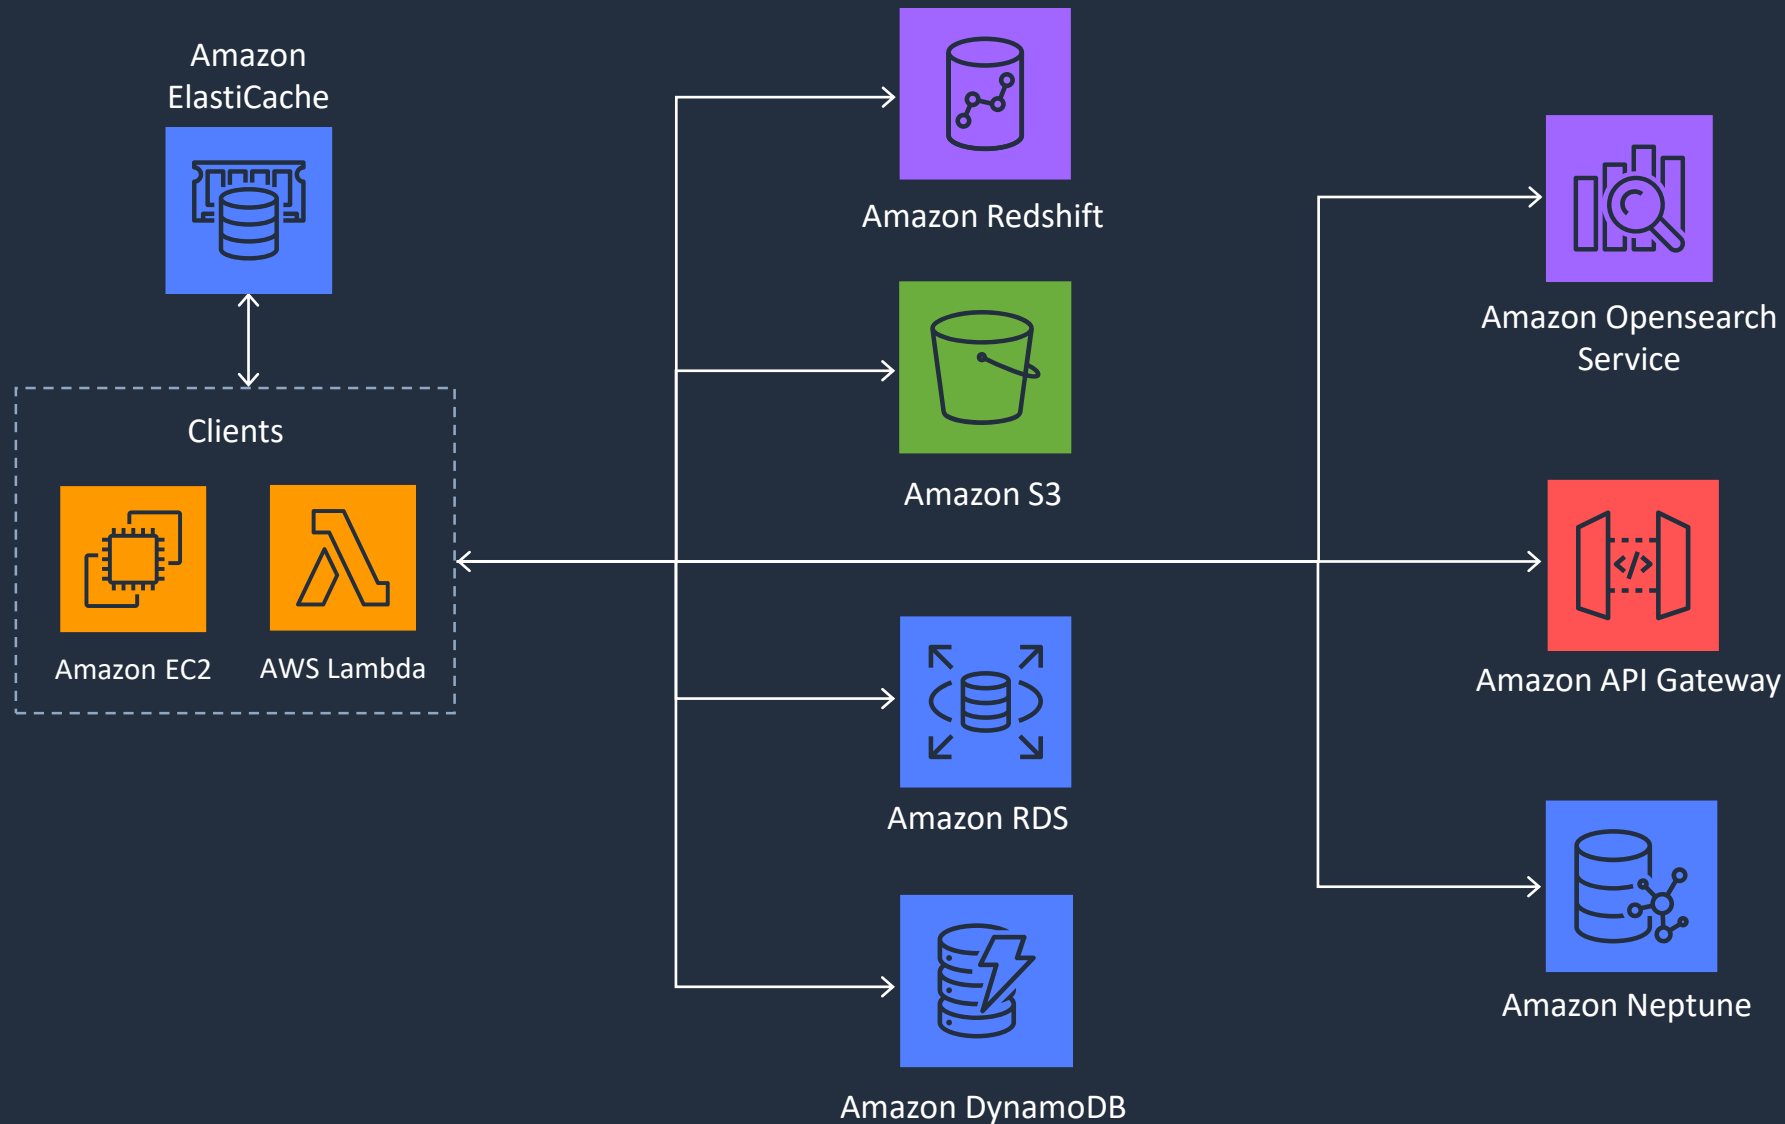 Amazon
ElastiCache
Clients
Amazon EC2
AWS Lambda
Amazon Redshift
Amazon S3
Amazon RDS
Amazon DynamoDB
Amazon Opensearch
Service
</>
Amazon API Gateway
Amazon Neptune